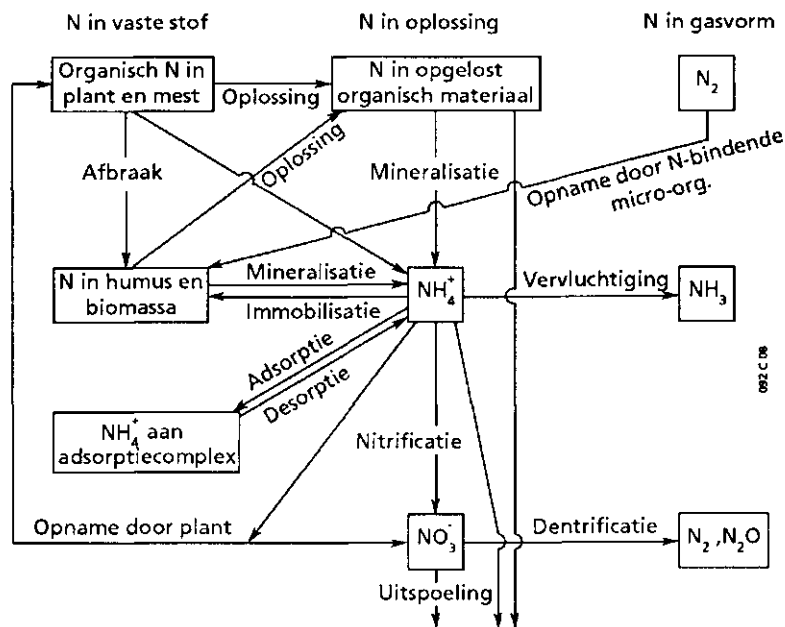 N in vaste stof
N in oplossing
N in gasvorm
Organisch N in
plant en mest
Oplossing
N in opgelost
organisch materiaal
N₂
Afbraak
Oplossing
Mineralisatie
Opname door N-bindende
micro-org.
N in humus en
biomassa
Mineralisatie
Immobilisatie
NH₄⁺
Vervluchtiging
NH₃
Adsorptie
Desorptie
092 C 08
NH₄⁺ aan
adsorptiecomplex
Nitrificatie
Opname door plant
NO₃⁻
Dentrificatie
N₂ ,N₂O
Uitspoeling